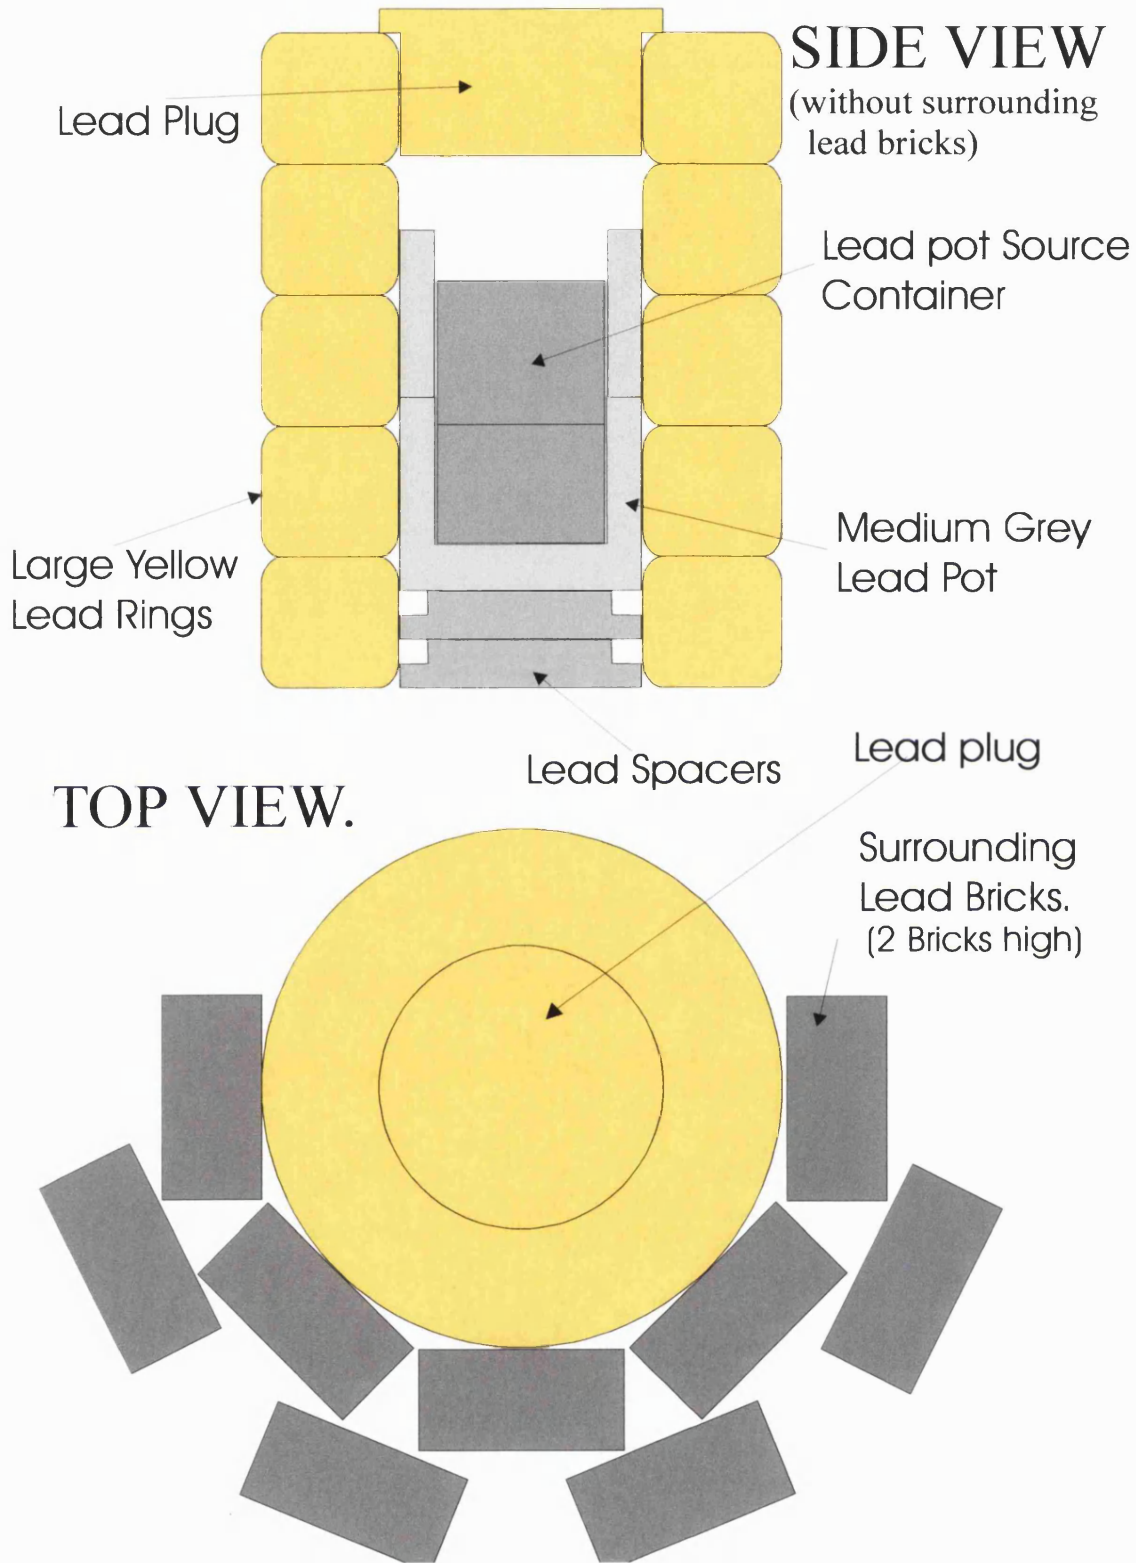 SIDE VIEW
(without surrounding
lead bricks)
Lead Plug
Lead pot Source
Container
Medium Grey
Lead Pot
Large Yellow
Lead Rings
Lead Spacers
Lead plug
TOP VIEW.
Surrounding
Lead Bricks.
(2 Bricks high)